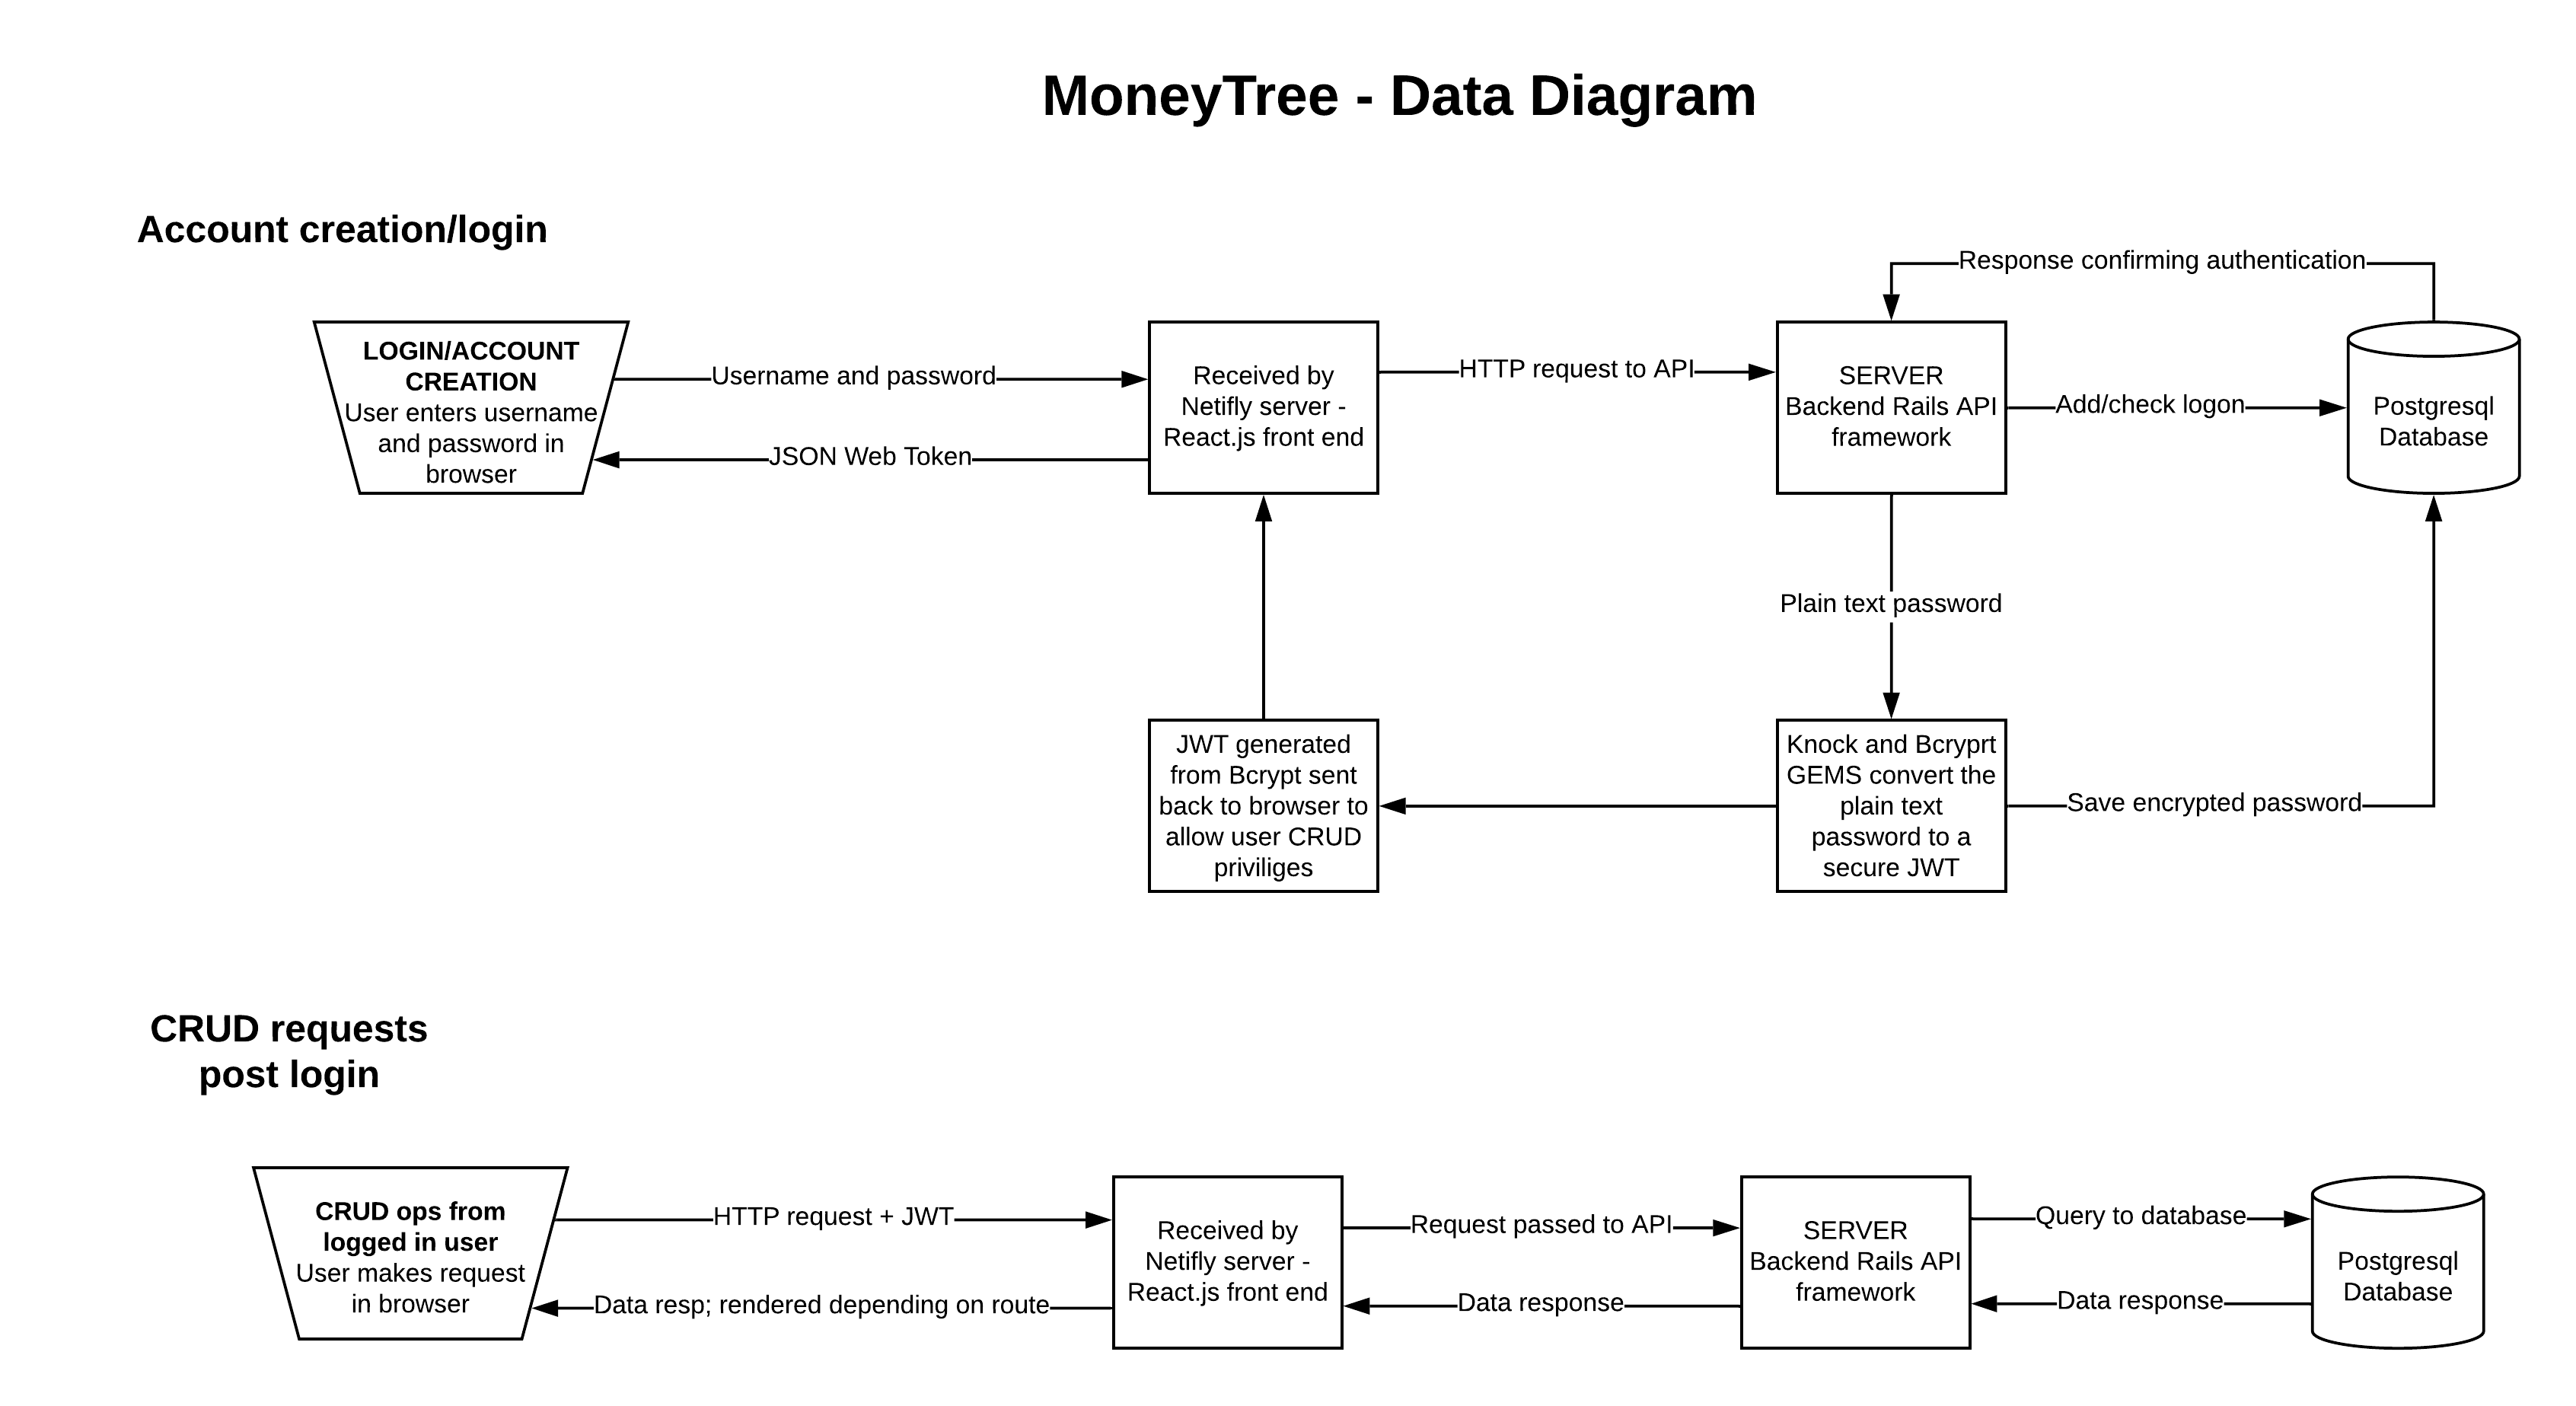 MoneyTree - Data Diagram
Account creation/login
Response confirming authentication
LOGIN/ACCOUNT
CREATION
User enters username
and password in
browser
Username and password
JSON Web Token
Received by
Netifly server -
React.js front end
HTTP request to API
SERVER
Backend Rails API
framework
Add/check logon
Postgresql
Database
Plain text password
JWT generated
from Bcrypt sent
back to browser to
allow user CRUD
priviliges
Knock and Bcryprt
GEMS convert the
plain text
password to a
secure JWT
Save encrypted password
CRUD requests
post login
CRUD ops from
logged in user
User makes request
in browser
HTTP request + JWT
Data resp; rendered depending on route
Received by
Netifly server -
React.js front end
Request passed to API
Data response
SERVER
Backend Rails API
framework
Query to database
Data response
Postgresql
Database